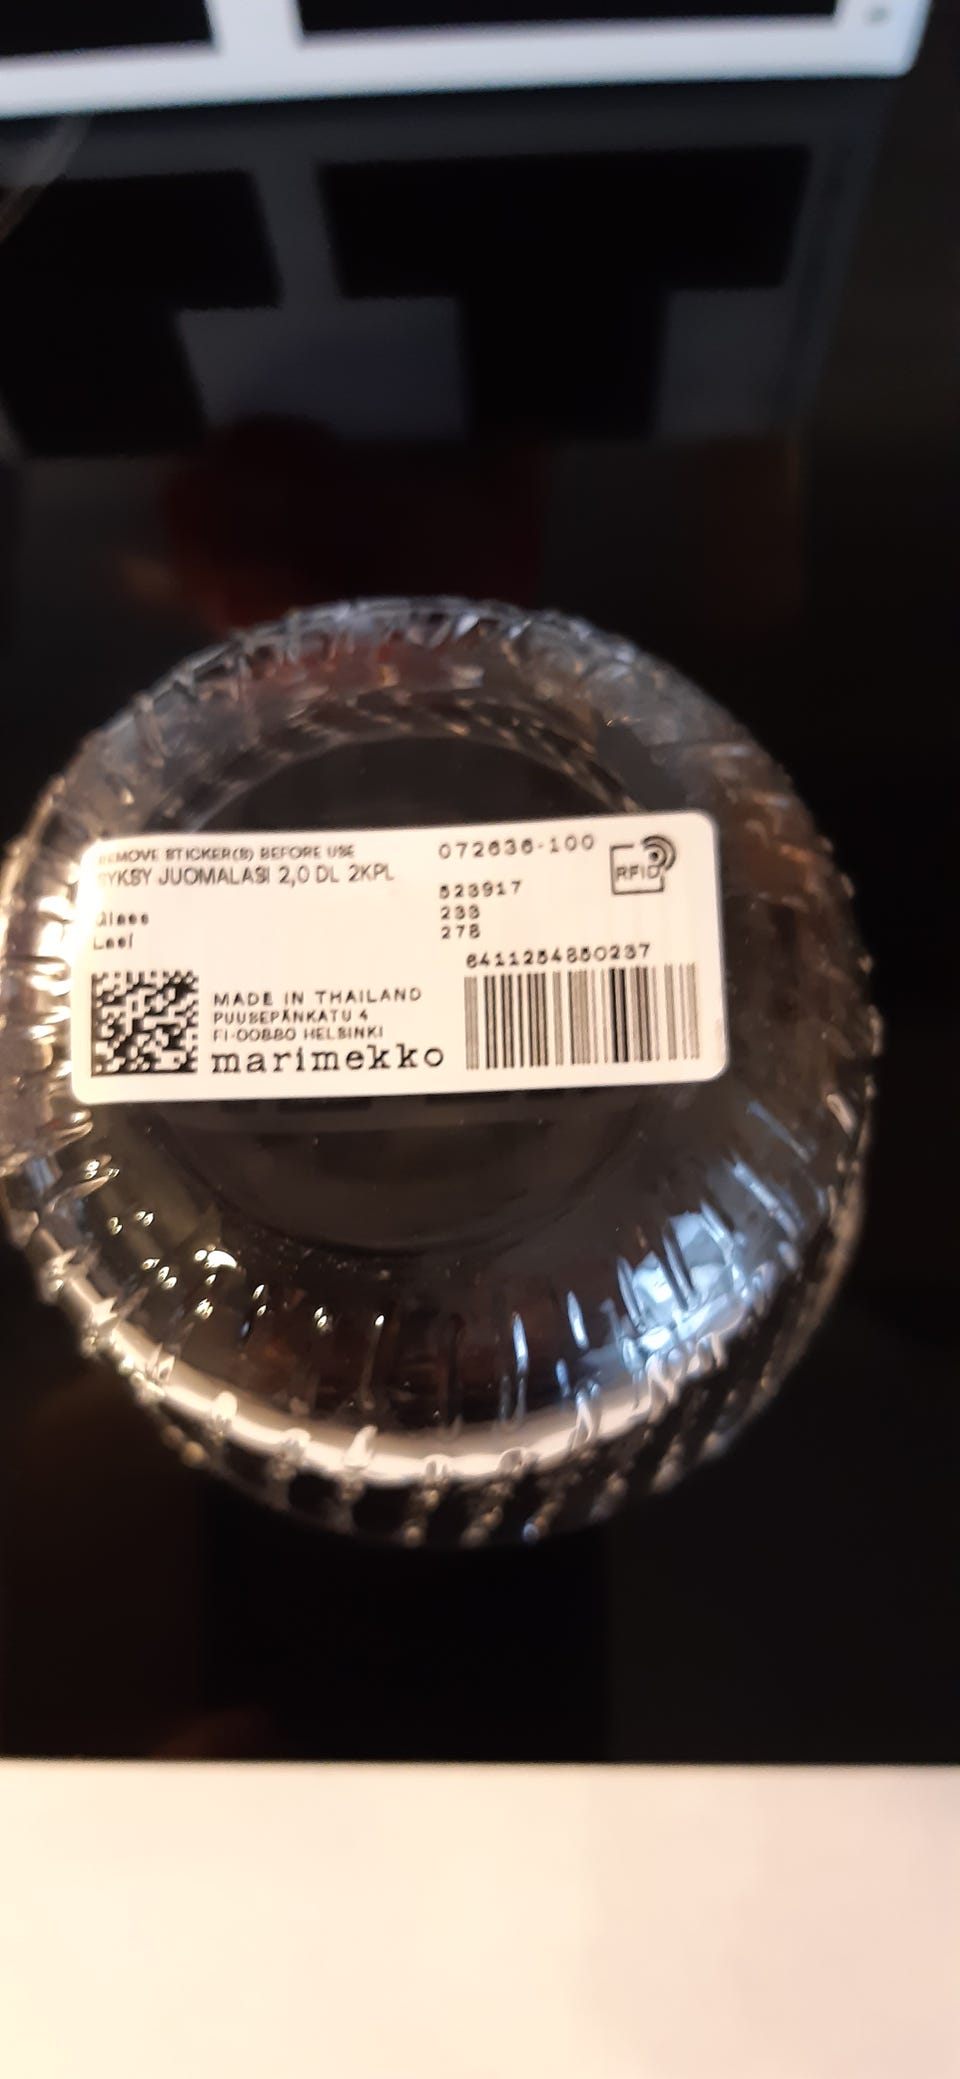 REMOVE STICKER(S) BEFORE USE
SYKSY JUOMALASI 2,0 DL 2KPL
Glass
Lasi
072636-100
523917
233
278
RFID
6411254850237
MADE IN THAILAND
PUUSEPÄNKATU 4
FI-00880 HELSINKI
marimekko